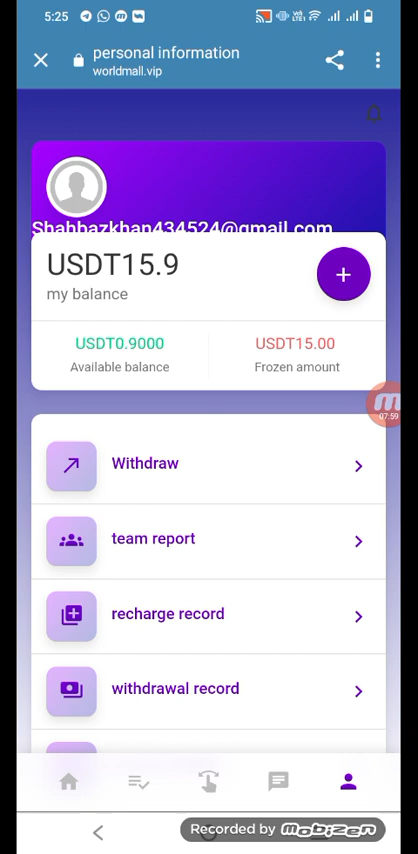 5:25
personal information
worldmall.vip
Shahbazkhan434524@gmail.com
USDT15.9
my balance
USDT0.9000
Available balance
USDT15.00
Frozen amount
07:59
Withdraw
team report
recharge record
withdrawal record
Recorded by mobizen